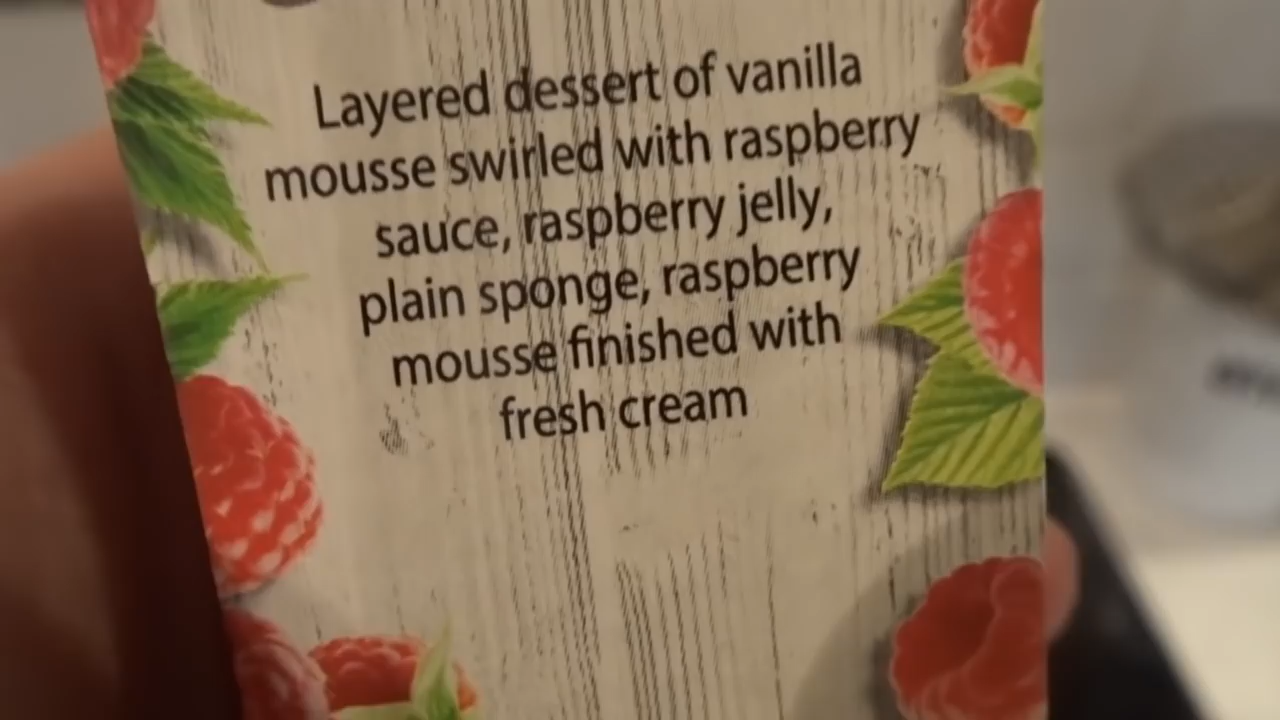 Layered dessert of vanilla
mousse swirled with raspberry
sauce, raspberry jelly,
plain sponge, raspberry
mousse finished with
fresh cream